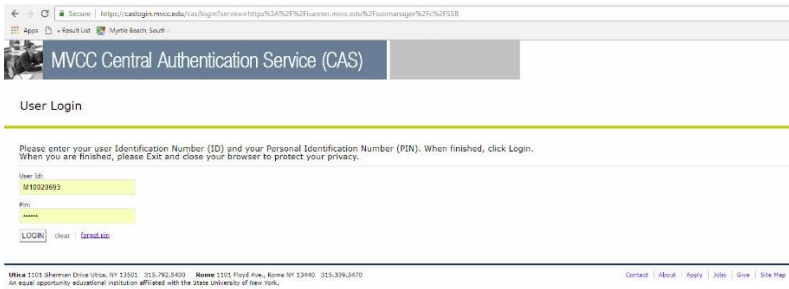 Secure | https://caslogin.mvcc.edu/cas/login?service=https%3A%2F%2Fbanner.mvcc.edu%2Fssomanager%2Fc%2FSSB
Apps Result List Myrtle Beach, South
MVCC Central Authentication Service (CAS)
User Login
Please enter your user Identification Number (ID) and your Personal Identification Number (PIN). When finished, click Login.
When you are finished, please Exit and close your browser to protect your privacy.
User Id:
M10029693
Pin:
••••••
LOGIN clear | forgot pin
Utica 1101 Sherman Drive Utica, NY 13501 315.792.5400 Rome 1101 Floyd Ave., Rome NY 13440 315.339.3470
Contact | About | Apply | Jobs | Give | Site Map
An equal opportunity educational institution affiliated with the State University of New York.